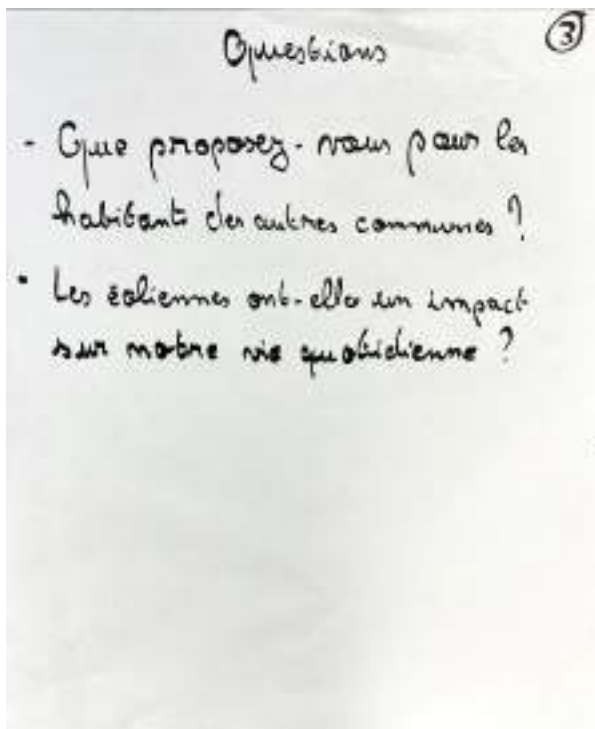 Questions
3
- Que proposez-vous pour les
habitants des autres communes ?
- Les éoliennes ont-elles un impact
sur notre vie quotidienne ?